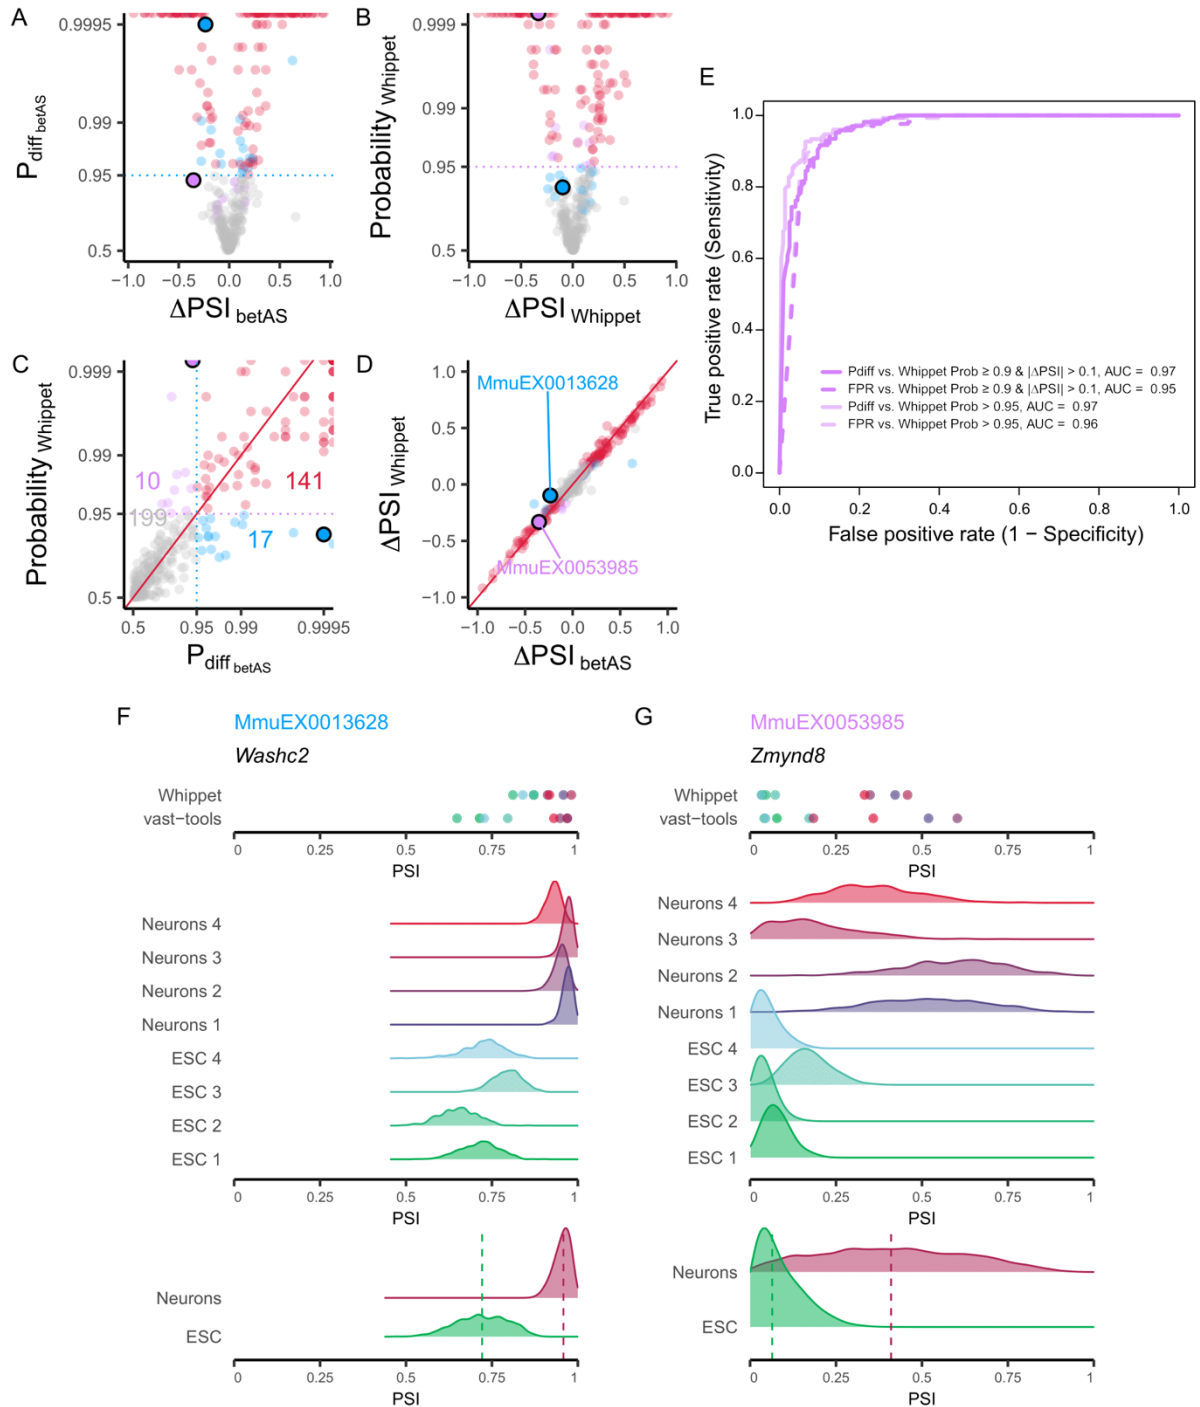 A
0.9995
0.99
0.95
0.5
P diff betAS
−1.0 −0.5 0.0 0.5 1.0
ΔPSI betAS
B
0.999
0.99
0.95
0.5
Probability Whippet
−1.0 −0.5 0.0 0.5 1.0
ΔPSI Whippet
C
0.999
0.99
0.95
0.5
Probability Whippet
10
141
199
17
0.5 0.95 0.99 0.9995
P diff betAS
D
1.0
0.5
0.0
−0.5
−1.0
ΔPSI Whippet
MmuEX0013628
MmuEX0053985
−1.0 −0.5 0.0 0.5 1.0
ΔPSI betAS
E
1.0
0.8
0.6
0.4
0.2
0.0
True positive rate (Sensitivity)
Pdiff vs. Whippet Prob ≥ 0.9 & |ΔPSI| > 0.1, AUC = 0.97
FPR vs. Whippet Prob ≥ 0.9 & |ΔPSI| > 0.1, AUC = 0.95
Pdiff vs. Whippet Prob > 0.95, AUC = 0.97
FPR vs. Whippet Prob > 0.95, AUC = 0.96
0.0 0.2 0.4 0.6 0.8 1.0
False positive rate (1 − Specificity)
F
MmuEX0013628
Washc2
Whippet
vast−tools
0 0.25 0.5 0.75 1
PSI
Neurons 4
Neurons 3
Neurons 2
Neurons 1
ESC 4
ESC 3
ESC 2
ESC 1
0 0.25 0.5 0.75 1
PSI
Neurons
ESC
0 0.25 0.5 0.75 1
PSI
G
MmuEX0053985
Zmynd8
Whippet
vast−tools
0 0.25 0.5 0.75 1
PSI
Neurons 4
Neurons 3
Neurons 2
Neurons 1
ESC 4
ESC 3
ESC 2
ESC 1
0 0.25 0.5 0.75 1
PSI
Neurons
ESC
0 0.25 0.5 0.75 1
PSI